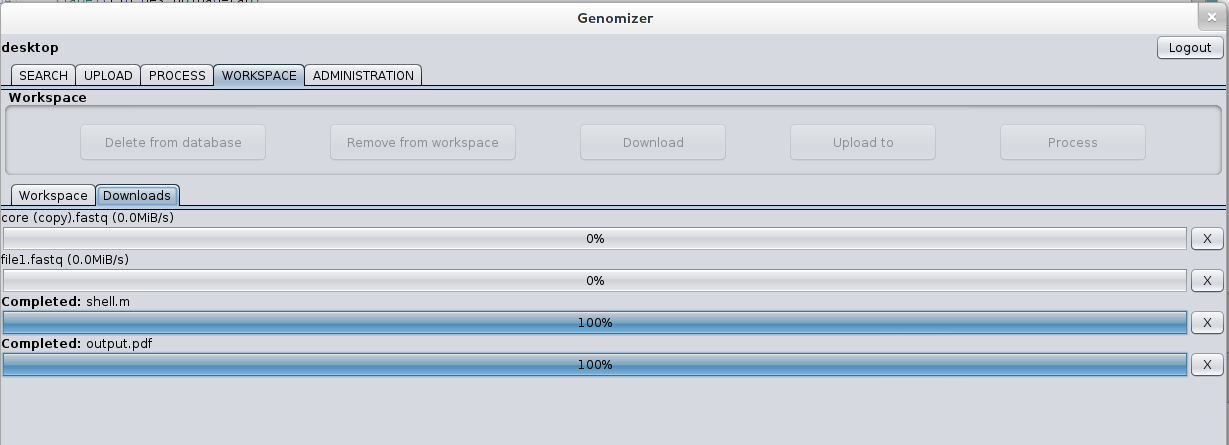 Genomizer
desktop
Logout
SEARCH UPLOAD PROCESS WORKSPACE ADMINISTRATION
Workspace
Delete from database Remove from workspace Download Upload to Process
Workspace Downloads
core (copy).fastq (0.0MiB/s)
0% X
file1.fastq (0.0MiB/s)
0% X
Completed: shell.m
100% X
Completed: output.pdf
100% X